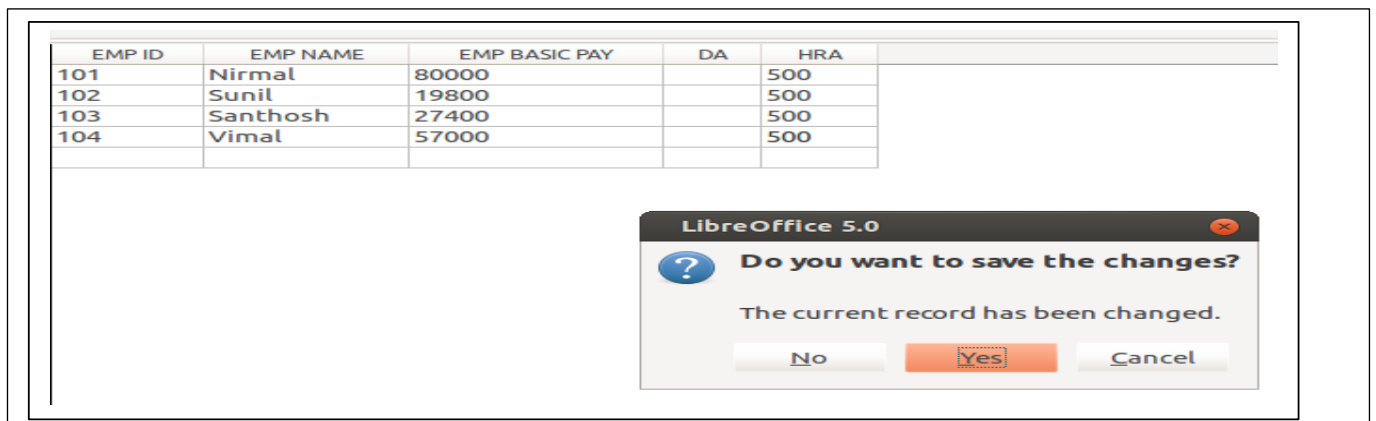 EMP ID EMP NAME EMP BASIC PAY DA HRA
101 Nirmal 80000 500
102 Sunil 19800 500
103 Santhosh 27400 500
104 Vimal 57000 500
LibreOffice 5.0
Do you want to save the changes?
The current record has been changed.
No Yes Cancel